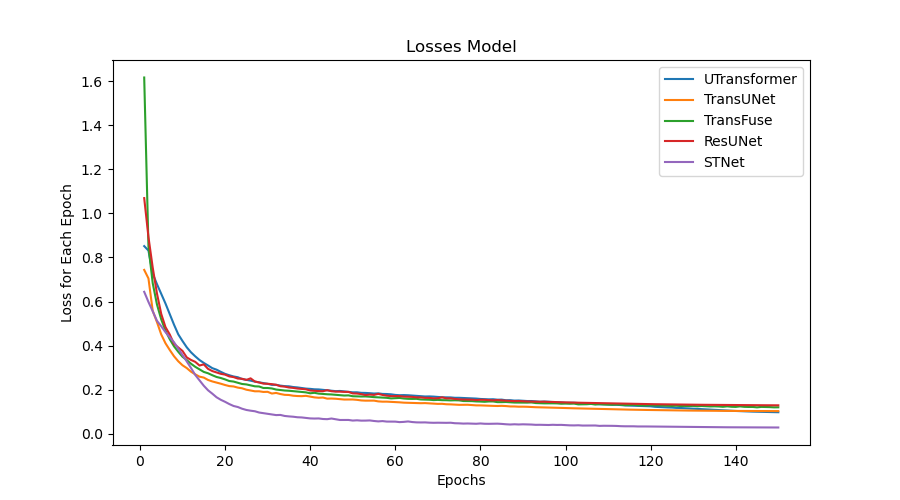 Losses Model
Loss for Each Epoch
1.6
1.4
1.2
1.0
0.8
0.6
0.4
0.2
0.0
UTransformer
TransUNet
TransFuse
ResUNet
STNet
0 20 40 60 80 100 120 140
Epochs